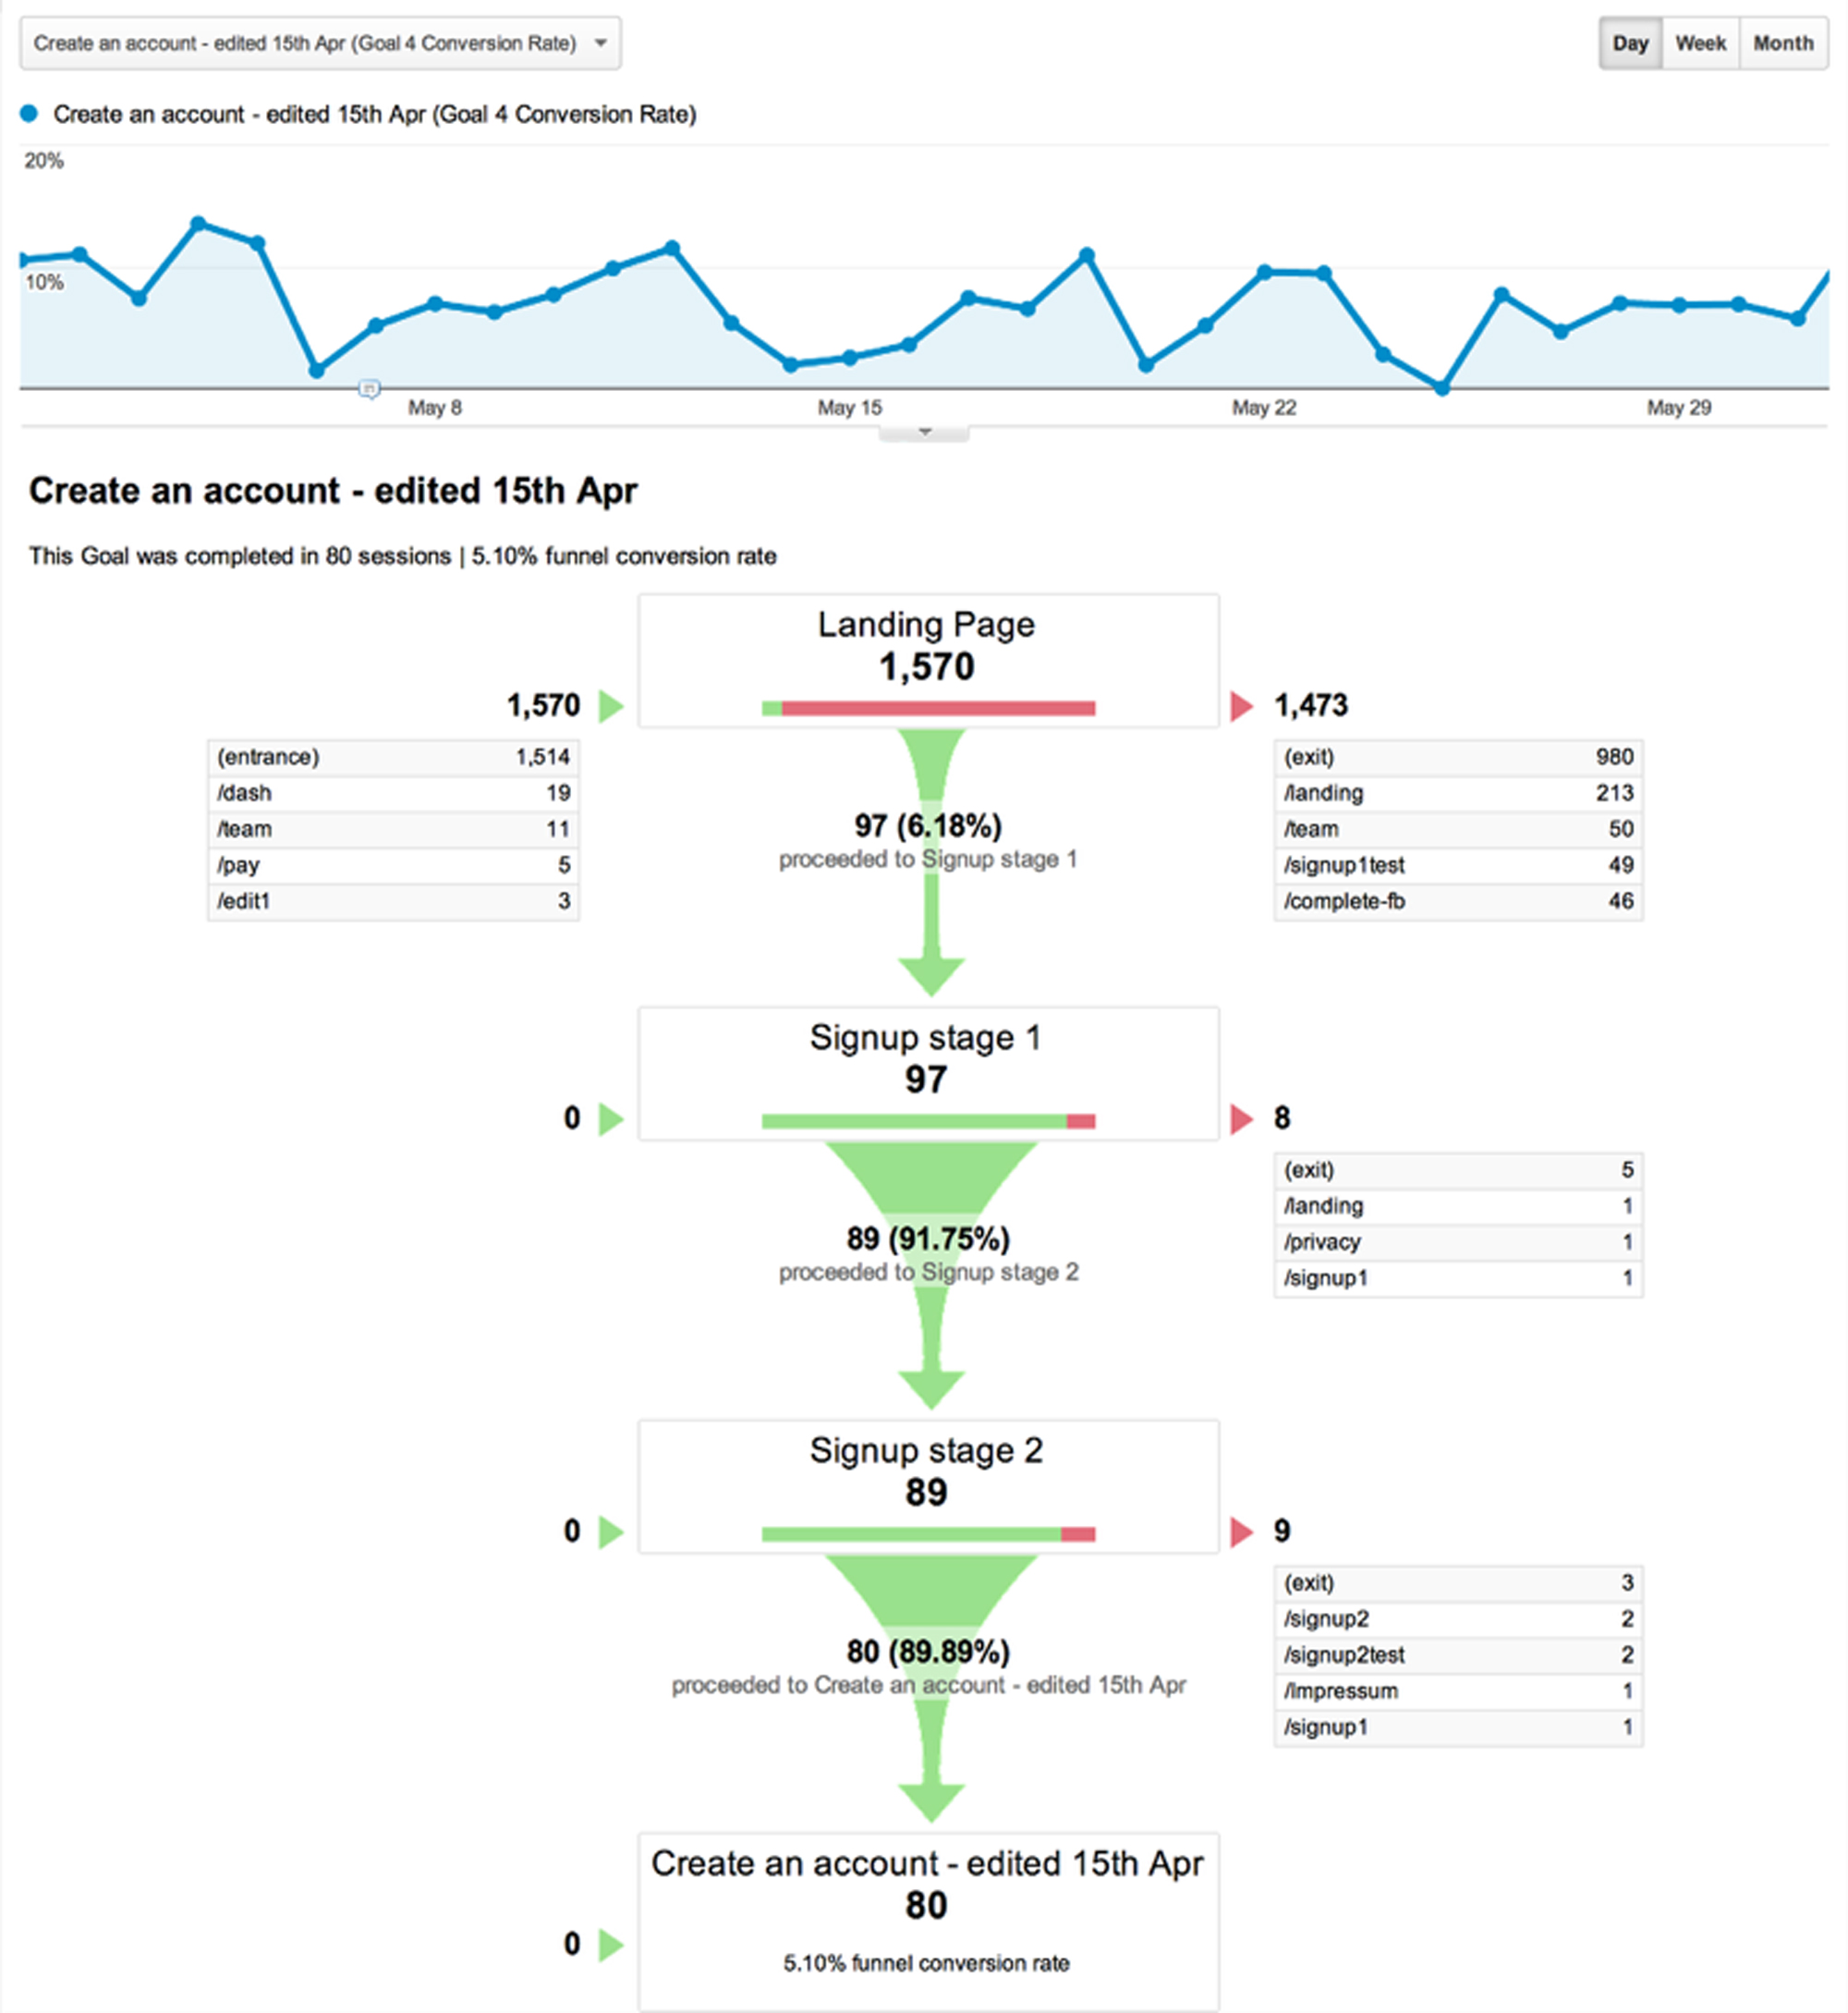 Create an account - edited 15th Apr (Goal 4 Conversion Rate)
Day Week Month
Create an account - edited 15th Apr (Goal 4 Conversion Rate)
20%
10%
May 8 May 15 May 22 May 29
Create an account - edited 15th Apr
This Goal was completed in 80 sessions | 5.10% funnel conversion rate
Landing Page
1,570
1,570
1,473
(entrance) 1,514
/dash 19
/team 11
/pay 5
/edit1 3
(exit) 980
/landing 213
/team 50
/signup1test 49
/complete-fb 46
97 (6.18%)
proceeded to Signup stage 1
Signup stage 1
97
0
8
(exit) 5
/landing 1
/privacy 1
/signup1 1
89 (91.75%)
proceeded to Signup stage 2
Signup stage 2
89
0
9
(exit) 3
/signup2 2
/signup2test 2
/Impressum 1
/signup1 1
80 (89.89%)
proceeded to Create an account - edited 15th Apr
Create an account - edited 15th Apr
80
0
5.10% funnel conversion rate